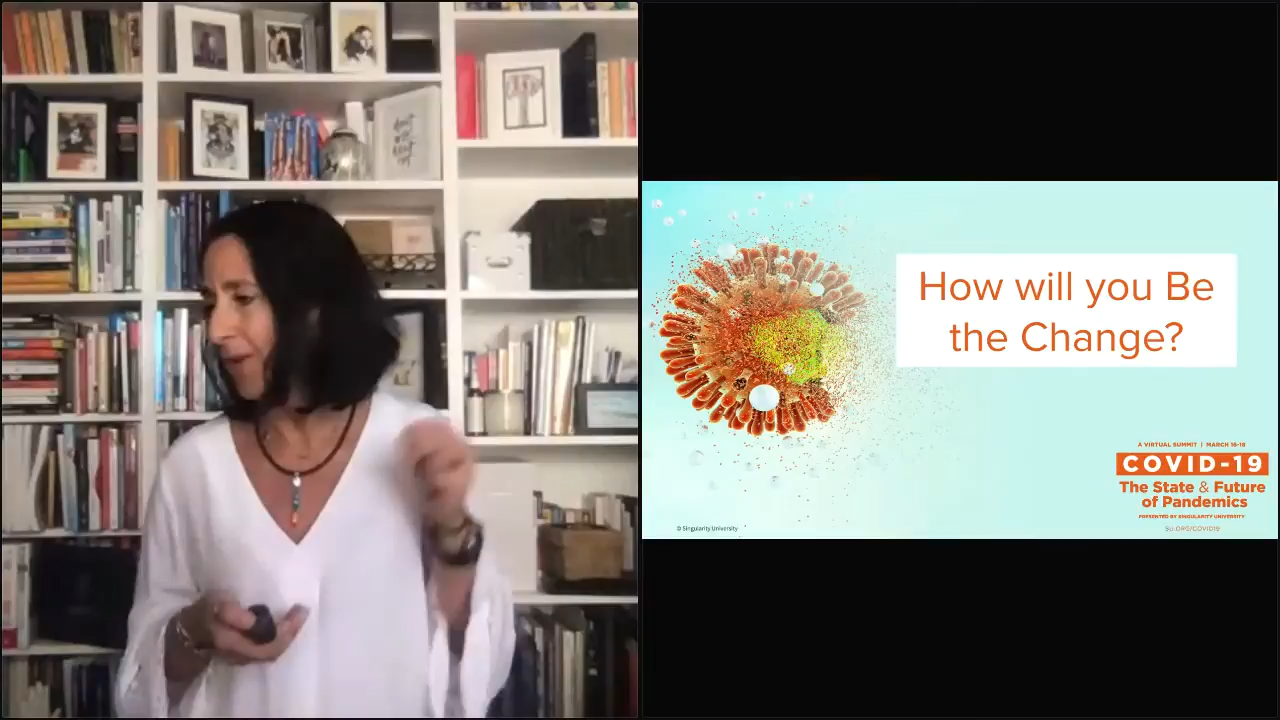 How will you Be
the Change?
A VIRTUAL SUMMIT | MARCH 16-18
COVID-19
The State & Future
of Pandemics
PRESENTED BY SINGULARITY UNIVERSITY
SU.ORG/COVID19
© Singularity University